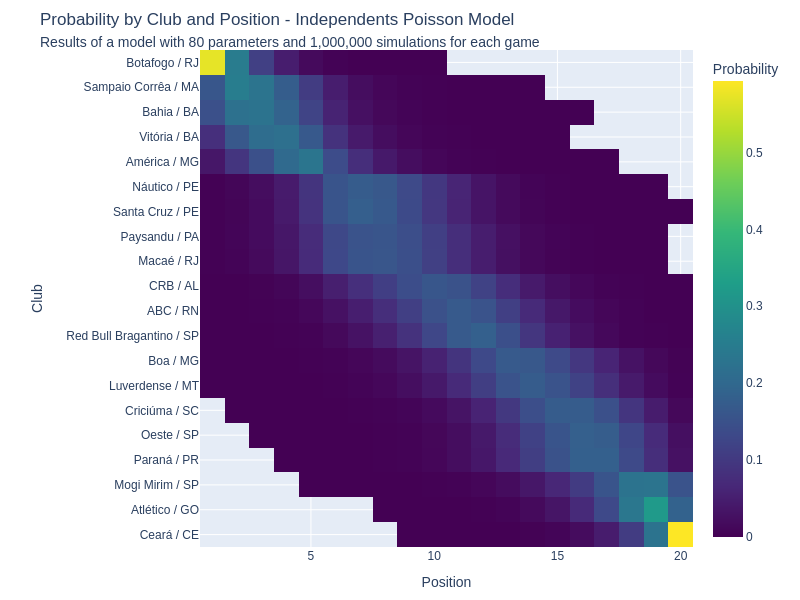 Probability by Club and Position - Independents Poisson Model
Results of a model with 80 parameters and 1,000,000 simulations for each game
Probability
Botafogo / RJ
Sampaio Corrêa / MA
Bahia / BA
Vitória / BA
América / MG
Náutico / PE
Santa Cruz / PE
Paysandu / PA
Macaé / RJ
CRB / AL
ABC / RN
Red Bull Bragantino / SP
Boa / MG
Luverdense / MT
Criciúma / SC
Oeste / SP
Paraná / PR
Mogi Mirim / SP
Atlético / GO
Ceará / CE
Club
5
10
15
20
Position
0.5
0.4
0.3
0.2
0.1
0